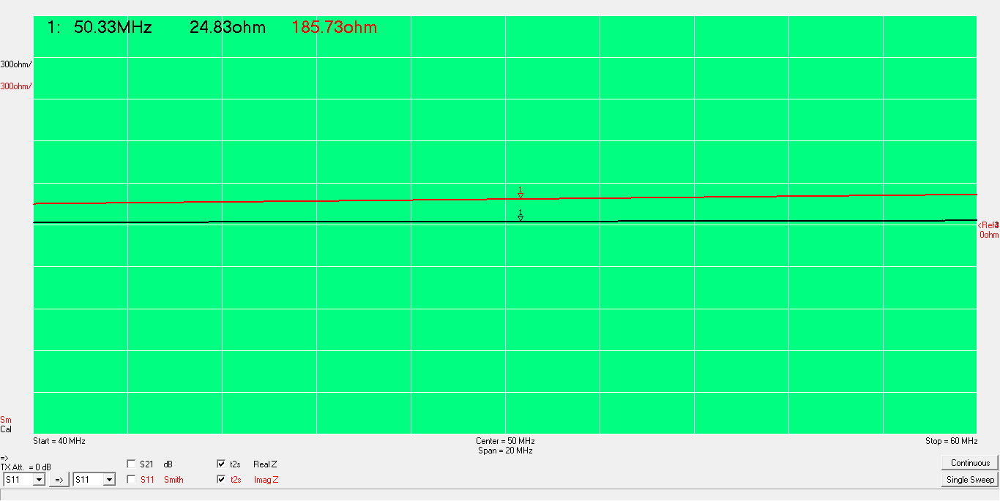 1: 50.33MHz 24.83ohm 185.73ohm
300ohm/
300ohm/
1
1
<Ref
0ohm
Sm
Cal
Start = 40 MHz Center = 50 MHz Stop = 60 MHz
Span = 20 MHz
=>
TX Att. = 0 dB
S21 dB t2s Real Z Continuous
S11 => S11 S11 Smith t2s Imag Z Single Sweep